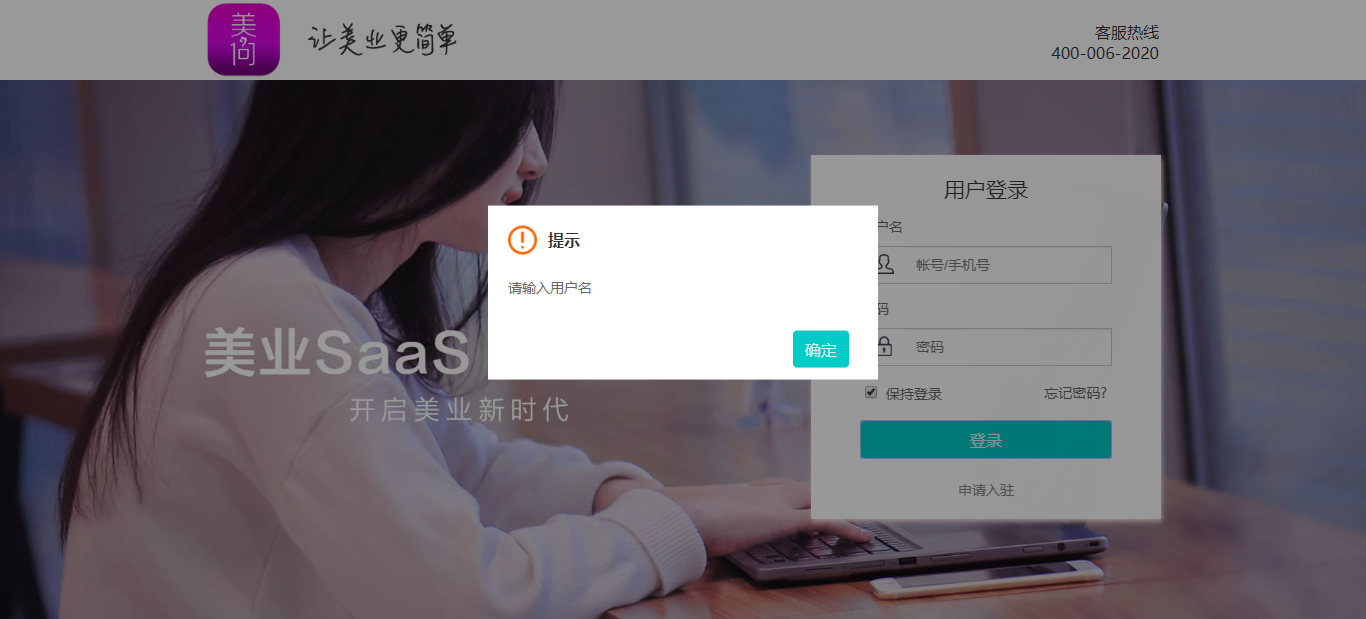 美问
让美业更简单
客服热线
400-006-2020
用户登录
户名
帐号/手机号
码
密码
保持登录
忘记密码?
登录
申请入驻
提示
请输入用户名
确定
美业SaaS
开启美业新时代